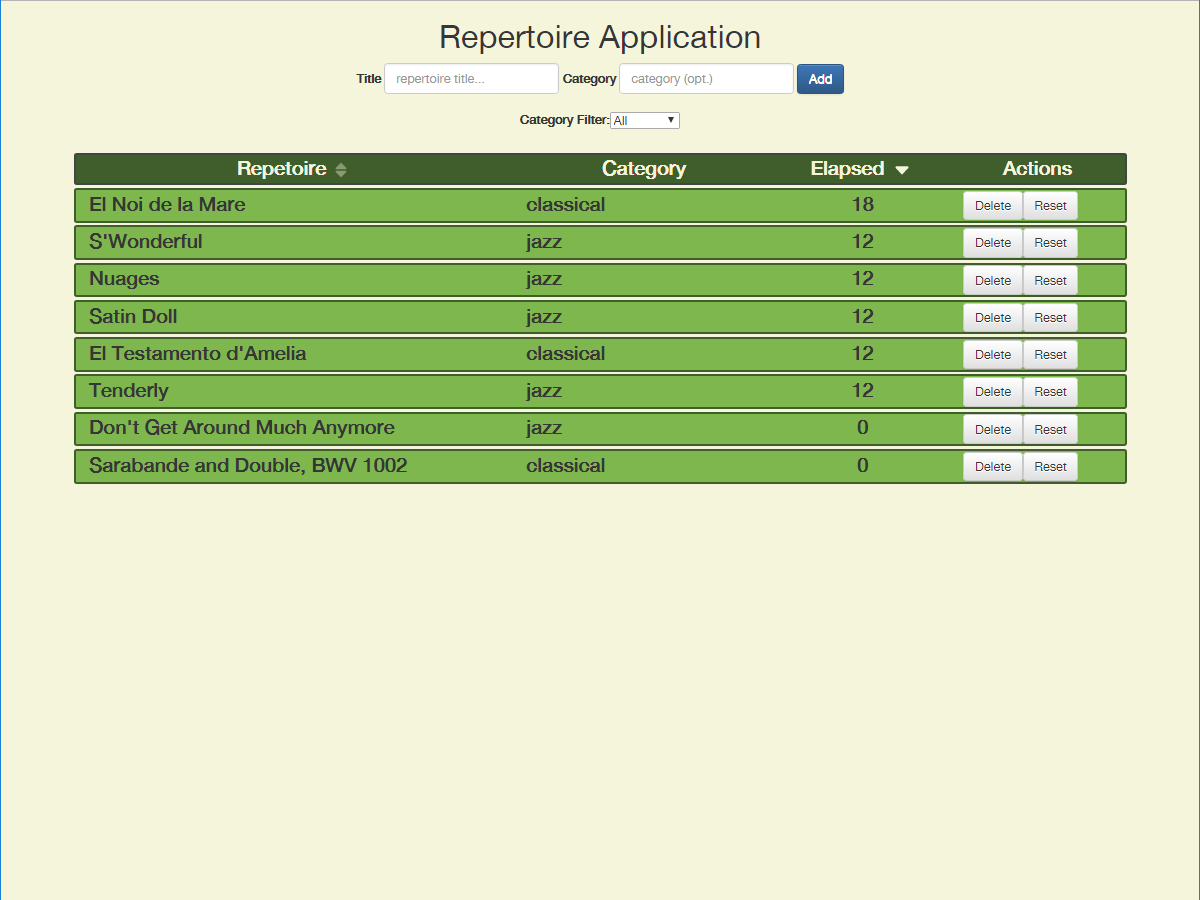 Repertoire Application
Title repertoire title... Category category (opt.) Add
Category Filter: All
Repetoire Category Elapsed Actions
El Noi de la Mare classical 18 Delete Reset
S'Wonderful jazz 12 Delete Reset
Nuages jazz 12 Delete Reset
Satin Doll jazz 12 Delete Reset
El Testamento d'Amelia classical 12 Delete Reset
Tenderly jazz 12 Delete Reset
Don't Get Around Much Anymore jazz 0 Delete Reset
Sarabande and Double, BWV 1002 classical 0 Delete Reset